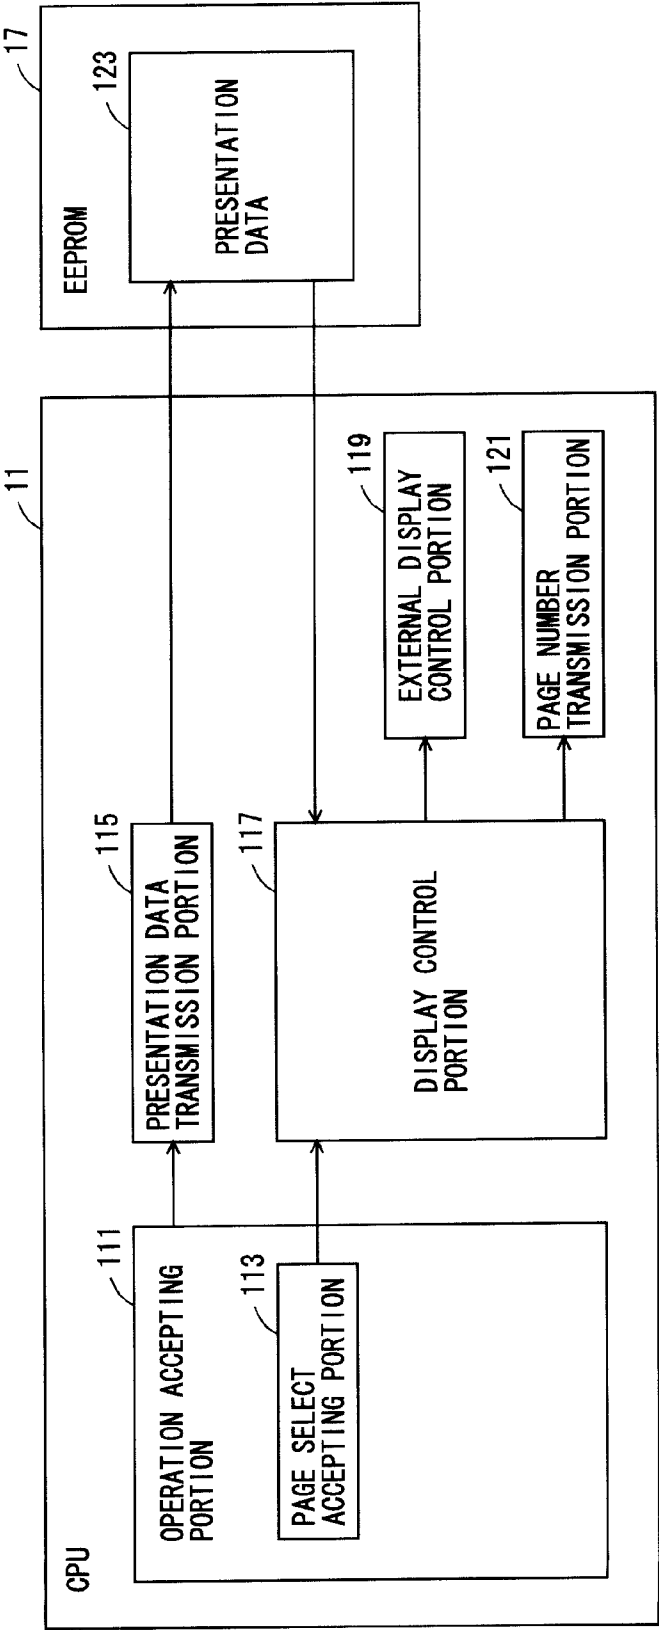 CPU
11
OPERATION ACCEPTING
PORTION
111
PAGE SELECT
ACCEPTING PORTION
113
PRESENTATION DATA
TRANSMISSION PORTION
115
DISPLAY CONTROL
PORTION
117
EXTERNAL DISPLAY
CONTROL PORTION
119
PAGE NUMBER
TRANSMISSION PORTION
121
EEPROM
17
PRESENTATION
DATA
123